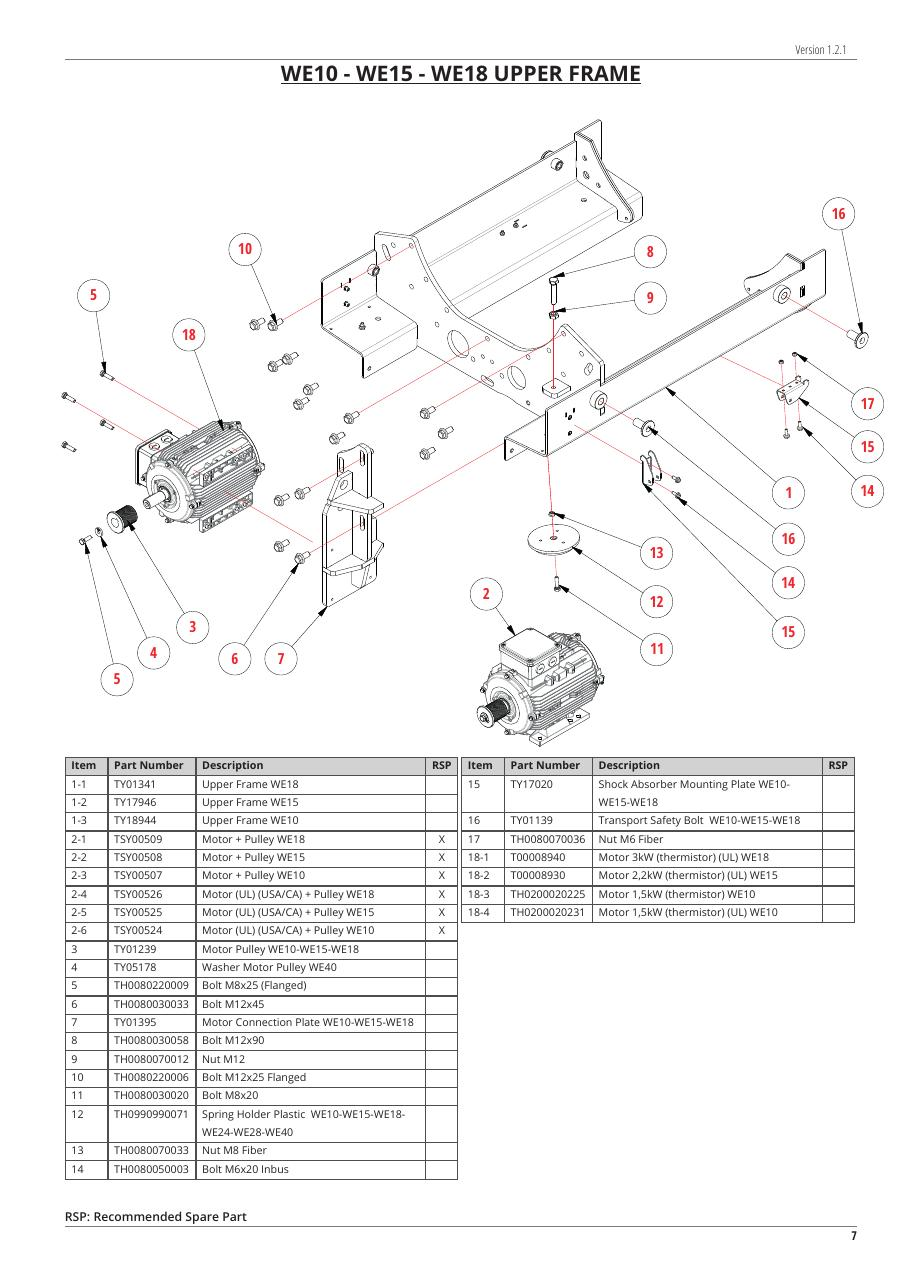 Version 1.2.1
WE10 - WE15 - WE18 UPPER FRAME
16
10
8
5
9
18
17
15
1
14
16
13
14
2
12
3
15
4
6
7
11
5
Item Part Number Description RSP
1-1 TY01341 Upper Frame WE18
1-2 TY17946 Upper Frame WE15
1-3 TY18944 Upper Frame WE10
2-1 TSY00509 Motor + Pulley WE18 X
2-2 TSY00508 Motor + Pulley WE15 X
2-3 TSY00507 Motor + Pulley WE10 X
2-4 TSY00526 Motor (UL) (USA/CA) + Pulley WE18 X
2-5 TSY00525 Motor (UL) (USA/CA) + Pulley WE15 X
2-6 TSY00524 Motor (UL) (USA/CA) + Pulley WE10 X
3 TY01239 Motor Pulley WE10-WE15-WE18
4 TY05178 Washer Motor Pulley WE40
5 TH0080220009 Bolt M8x25 (Flanged)
6 TH0080030033 Bolt M12x45
7 TY01395 Motor Connection Plate WE10-WE15-WE18
8 TH0080030058 Bolt M12x90
9 TH0080070012 Nut M12
10 TH0080220006 Bolt M12x25 Flanged
11 TH0080030020 Bolt M8x20
12 TH0990990071 Spring Holder Plastic WE10-WE15-WE18-
WE24-WE28-WE40
13 TH0080070033 Nut M8 Fiber
14 TH0080050003 Bolt M6x20 Inbus
Item Part Number Description RSP
15 TY17020 Shock Absorber Mounting Plate WE10-
WE15-WE18
16 TY01139 Transport Safety Bolt WE10-WE15-WE18
17 TH0080070036 Nut M6 Fiber
18-1 T00008940 Motor 3kW (thermistor) (UL) WE18
18-2 T00008930 Motor 2,2kW (thermistor) (UL) WE15
18-3 TH0200020225 Motor 1,5kW (thermistor) WE10
18-4 TH0200020231 Motor 1,5kW (thermistor) (UL) WE10
RSP: Recommended Spare Part
7